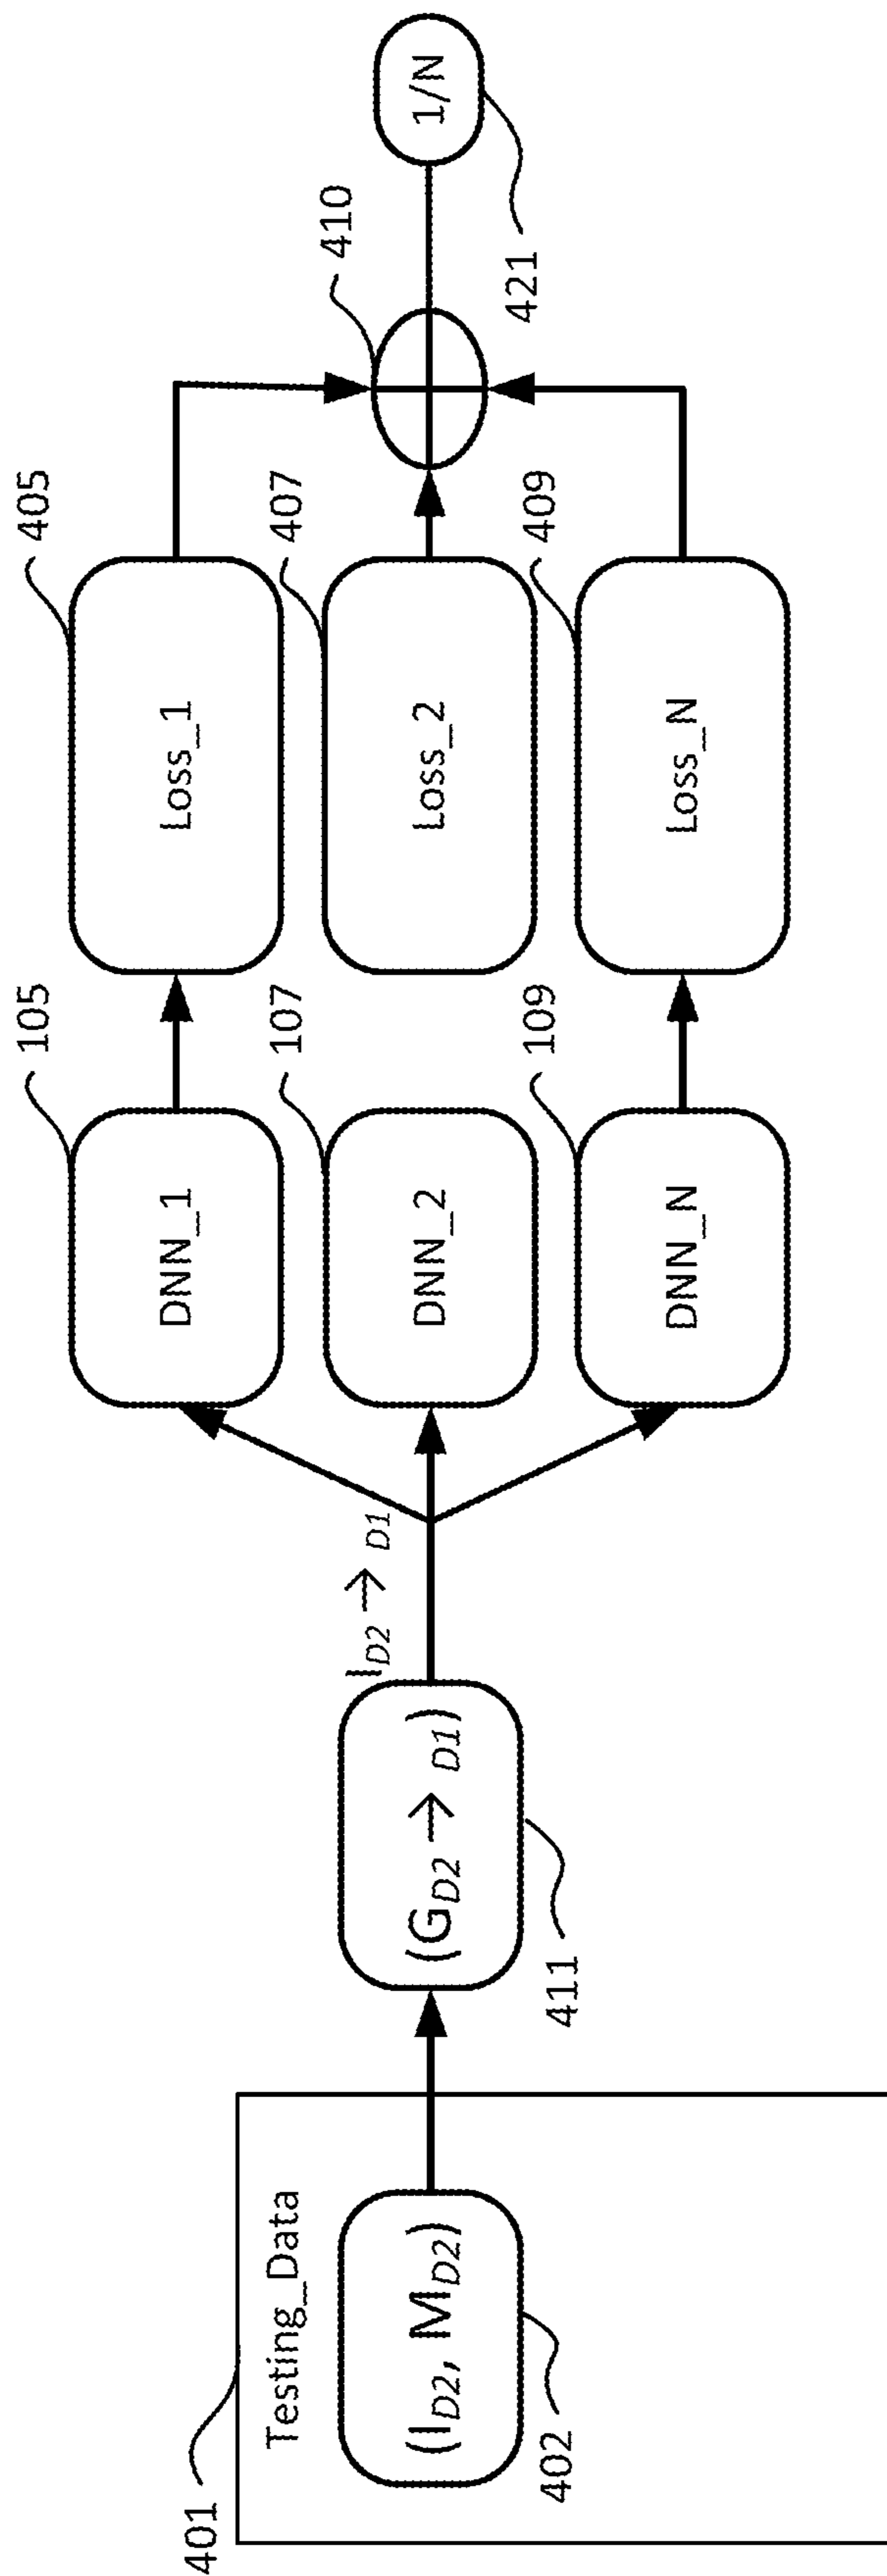 401
Testing_Data
(I_D2, M_D2)
402
(G_D2 → D1)
411
I_D2 → D1
DNN_1
105
DNN_2
107
DNN_N
109
Loss_1
405
Loss_2
407
Loss_N
409
410
1/N
421